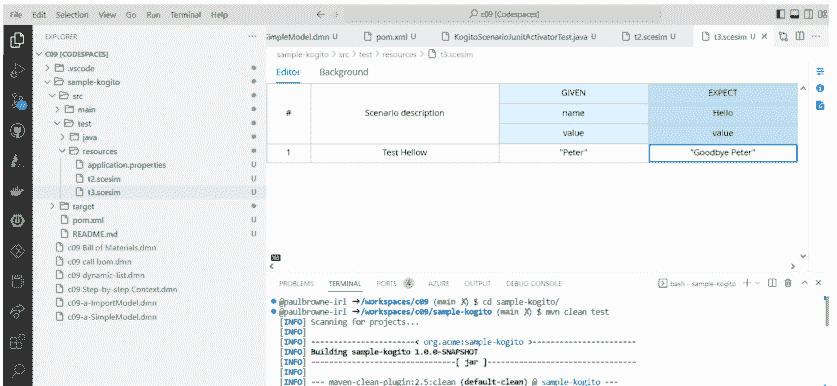 File Edit Selection View Go Run Terminal Help
c09 [Codespaces]
EXPLORER
C09 [CODESPACES]
.vscode
sample-kogito
src
main
test
java
resources
application.properties U
t2.scesim U
t3.scesim U
target
pom.xml U
README.md U
c09 Bill of Materials.dmn
c09 call bom.dmn
c09 dynamic-list.dmn
c09 Step-by-step Context.dmn
c09-a-ImportModel.dmn
c09-a-SimpleModel.dmn
SimpleModel.dmn U pom.xml U KogitoScenarioJunitActivatorTest.java U t2.scesim U t3.scesim U
sample-kogito > src > test > resources > t3.scesim
Editor Background
# Scenario description GIVEN EXPECT
name Hello
value value
1 Test Hellow "Peter" "Goodbye Peter"
PROBLEMS TERMINAL PORTS 4 AZURE OUTPUT DEBUG CONSOLE
bash - sample-kogito
@paulbrowne-irl →/workspaces/c09 (main X) $ cd sample-kogito/
@paulbrowne-irl →/workspaces/c09/sample-kogito (main X) $ mvn clean test
[INFO] Scanning for projects...
[INFO]
[INFO] -----------------------< org.acme:sample-kogito >-----------------------
[INFO] Building sample-kogito 1.0.0-SNAPSHOT
[INFO] --------------------------------[ jar ]---------------------------------
[INFO]
[INFO] --- maven-clean-plugin:2.5:clean (default-clean) @ sample-kogito ---